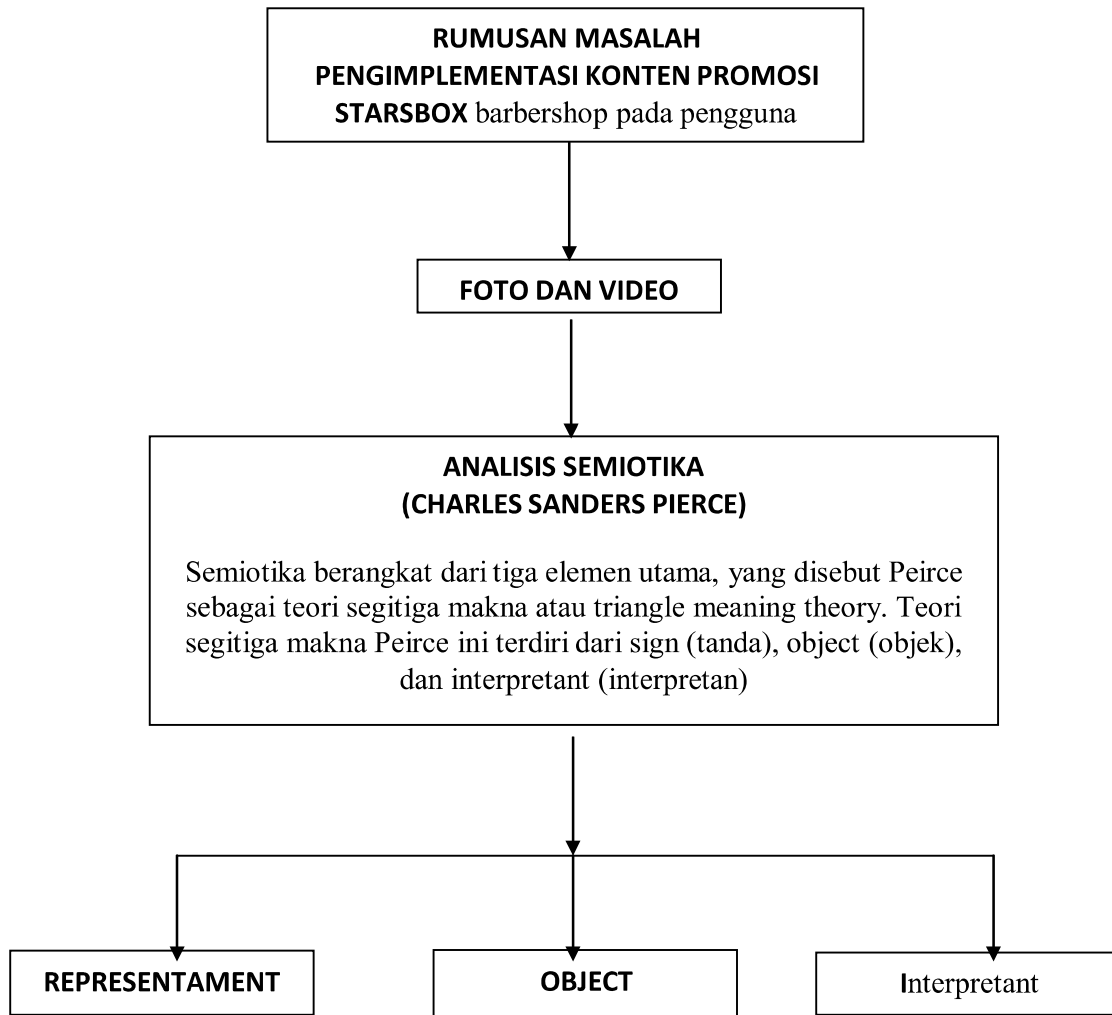 RUMUSAN MASALAH
PENGIMPLEMENTASI KONTEN PROMOSI
STARSBOX barbershop pada pengguna
FOTO DAN VIDEO
ANALISIS SEMIOTIKA
(CHARLES SANDERS PIERCE)
Semiotika berangkat dari tiga elemen utama, yang disebut Peirce
sebagai teori segitiga makna atau triangle meaning theory. Teori
segitiga makna Peirce ini terdiri dari sign (tanda), object (objek),
dan interpretant (interpretan)
REPRESENTAMENT
OBJECT
Interpretant